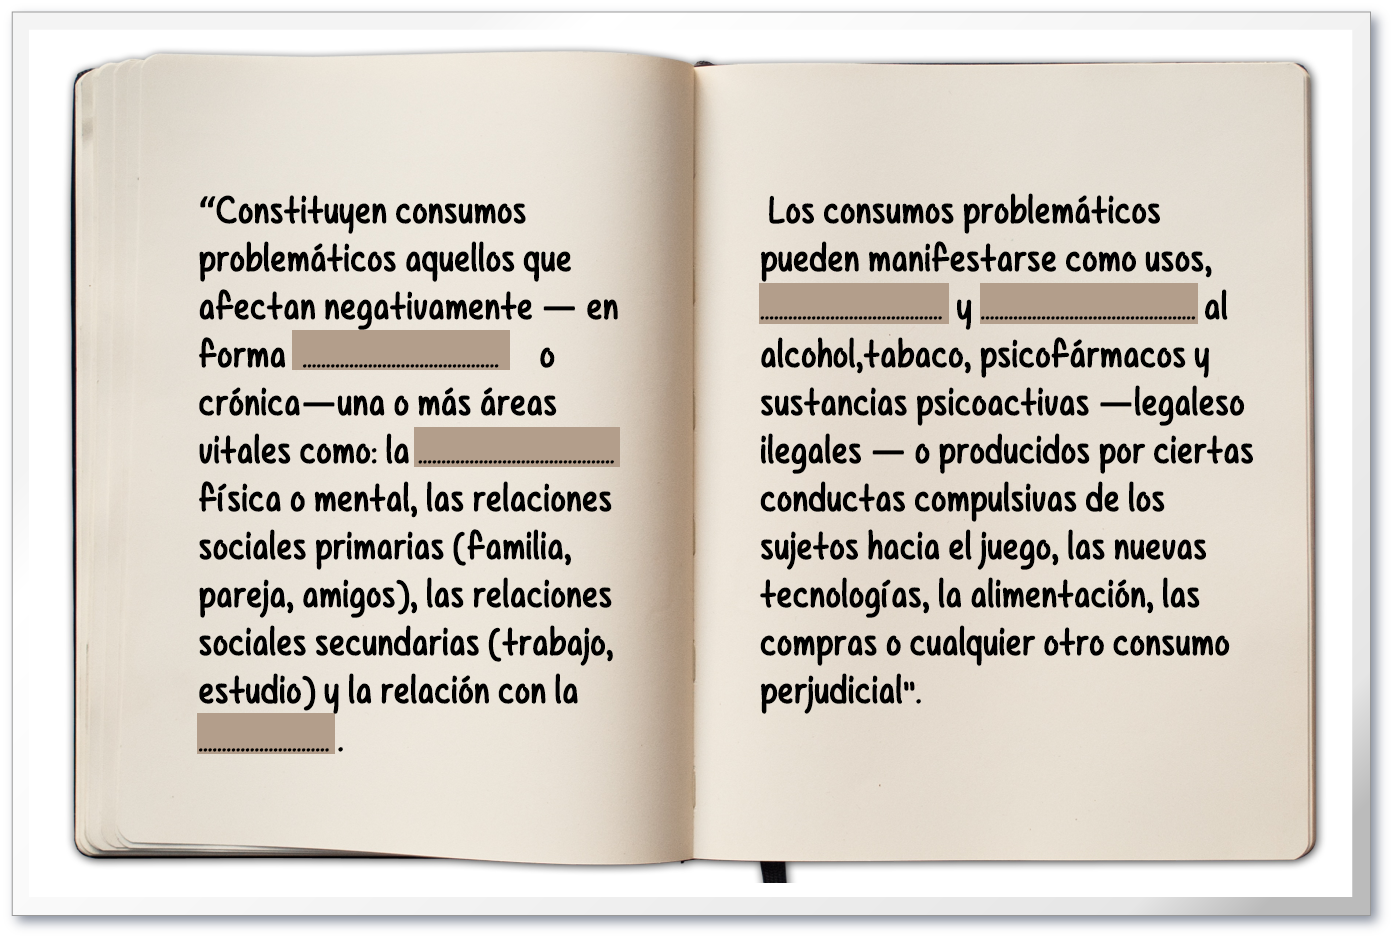 “Constituyen consumos
problemáticos aquellos que
afectan negativamente — en
forma ........................................ o
crónica—una o más áreas
vitales como: la ........................................
física o mental, las relaciones
sociales primarias (familia,
pareja, amigos), las relaciones
sociales secundarias (trabajo,
estudio) y la relación con la
........................... .
Los consumos problemáticos
pueden manifestarse como usos,
..................................... y ............................................ al
alcohol,tabaco, psicofármacos y
sustancias psicoactivas —legaleso
ilegales — o producidos por ciertas
conductas compulsivas de los
sujetos hacia el juego, las nuevas
tecnologías, la alimentación, las
compras o cualquier otro consumo
perjudicial".